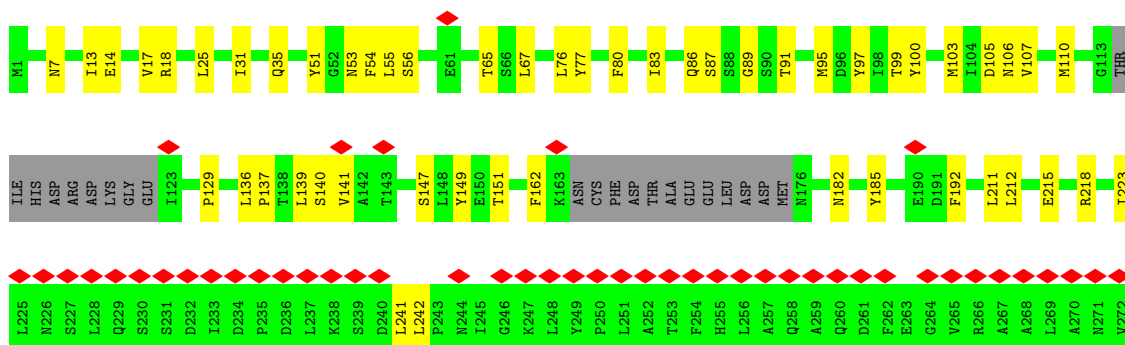 M1 N7 I13 E14 V17 R18 L25 I31 Q35 Y51 G52 N53 F54 L55 S56 E61 T65 S66 L67 L76 Y77 F80 I83 Q86 S87 S88 G89 S90 T91 M95 D96 Y97 I98 T99 Y100 M103 I104 D105 N106 V107 M110 G113 THR
ILE HIS ASP ARG ASP LYS GLY GLU I123 P129 L136 P137 T138 L139 S140 V141 A142 T143 S147 L148 Y149 E150 T151 F162 K163 ASN CYS PHE ASP THR ALA GLU GLU LEU ASP ASP MET N176 N182 Y185 E190 D191 F192 L211 L212 E215 R218
L225 N226 S227 L228 Q229 S230 S231 D232 I233 D234 P235 D236 L237 K238 S239 D240 L241 L242 P243 N244 I245 G246 K247 L248 Y249 P250 L251 A252 T253 F254 H255 L256 A257 Q258 A259 Q260 D261 F262 E263 G264 V265 R266 A267 A268 L269 A270 N271 V272